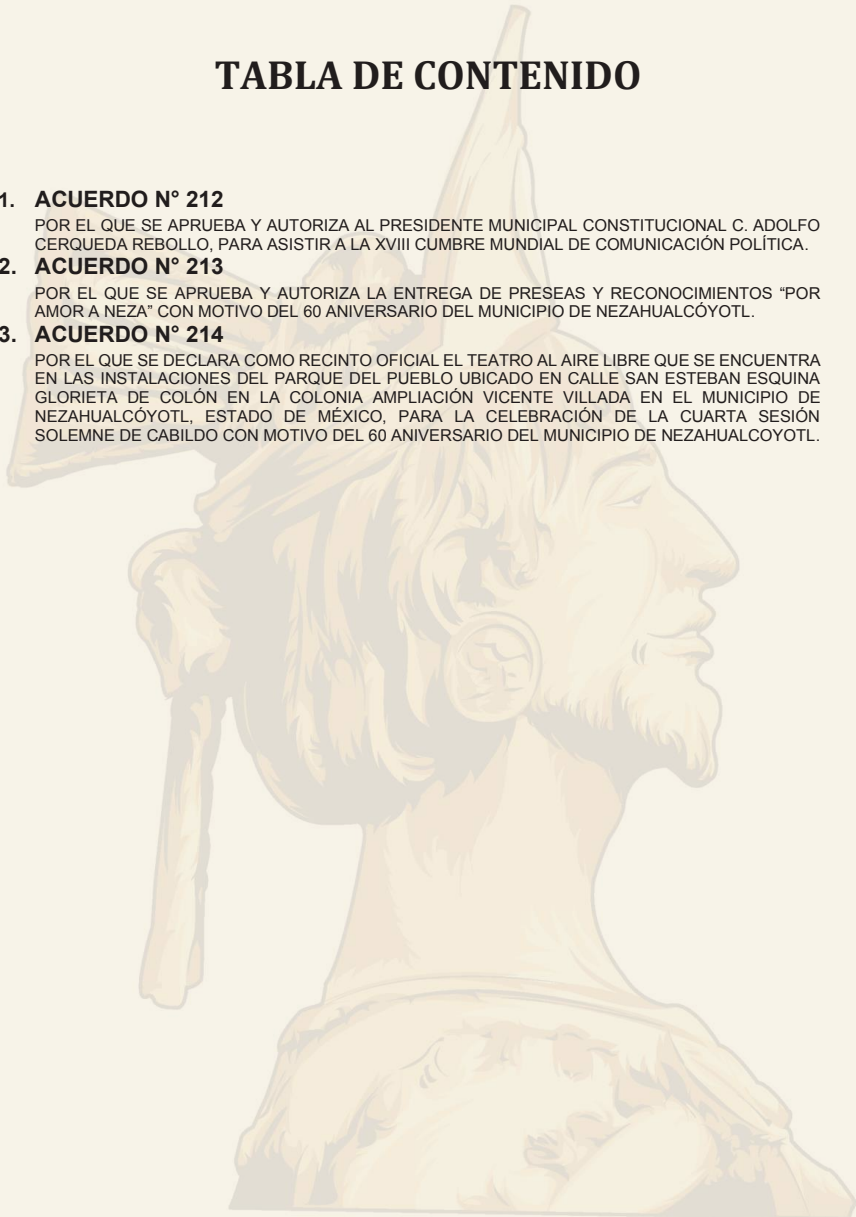 TABLA DE CONTENIDO
1. ACUERDO N° 212
POR EL QUE SE APRUEBA Y AUTORIZA AL PRESIDENTE MUNICIPAL CONSTITUCIONAL C. ADOLFO
CERQUEDA REBOLLO, PARA ASISTIR A LA XVIII CUMBRE MUNDIAL DE COMUNICACIÓN POLÍTICA.
2. ACUERDO N° 213
POR EL QUE SE APRUEBA Y AUTORIZA LA ENTREGA DE PRESEAS Y RECONOCIMIENTOS “POR
AMOR A NEZA” CON MOTIVO DEL 60 ANIVERSARIO DEL MUNICIPIO DE NEZAHUALCÓYOTL.
3. ACUERDO N° 214
POR EL QUE SE DECLARA COMO RECINTO OFICIAL EL TEATRO AL AIRE LIBRE QUE SE ENCUENTRA
EN LAS INSTALACIONES DEL PARQUE DEL PUEBLO UBICADO EN CALLE SAN ESTEBAN ESQUINA
GLORIETA DE COLÓN EN LA COLONIA AMPLIACIÓN VICENTE VILLADA EN EL MUNICIPIO DE
NEZAHUALCÓYOTL, ESTADO DE MÉXICO, PARA LA CELEBRACIÓN DE LA CUARTA SESIÓN
SOLEMNE DE CABILDO CON MOTIVO DEL 60 ANIVERSARIO DEL MUNICIPIO DE NEZAHUALCOYOTL.